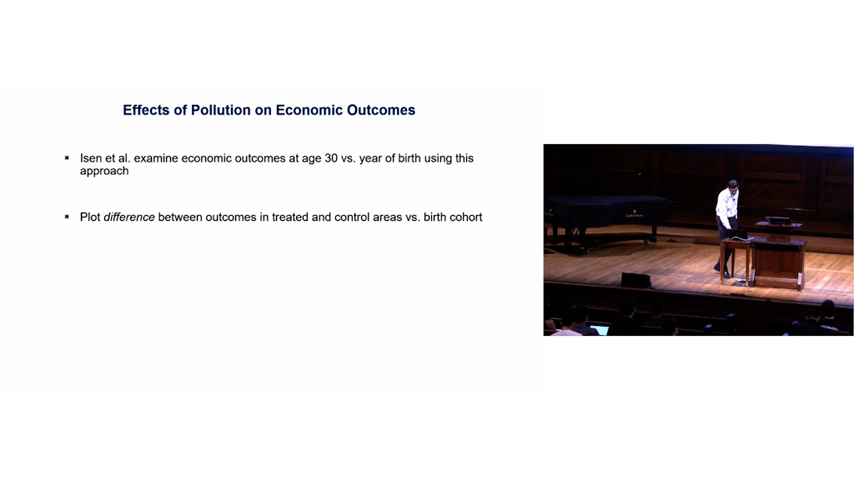 Effects of Pollution on Economic Outcomes
▪ Isen et al. examine economic outcomes at age 30 vs. year of birth using this
approach
▪ Plot difference between outcomes in treated and control areas vs. birth cohort